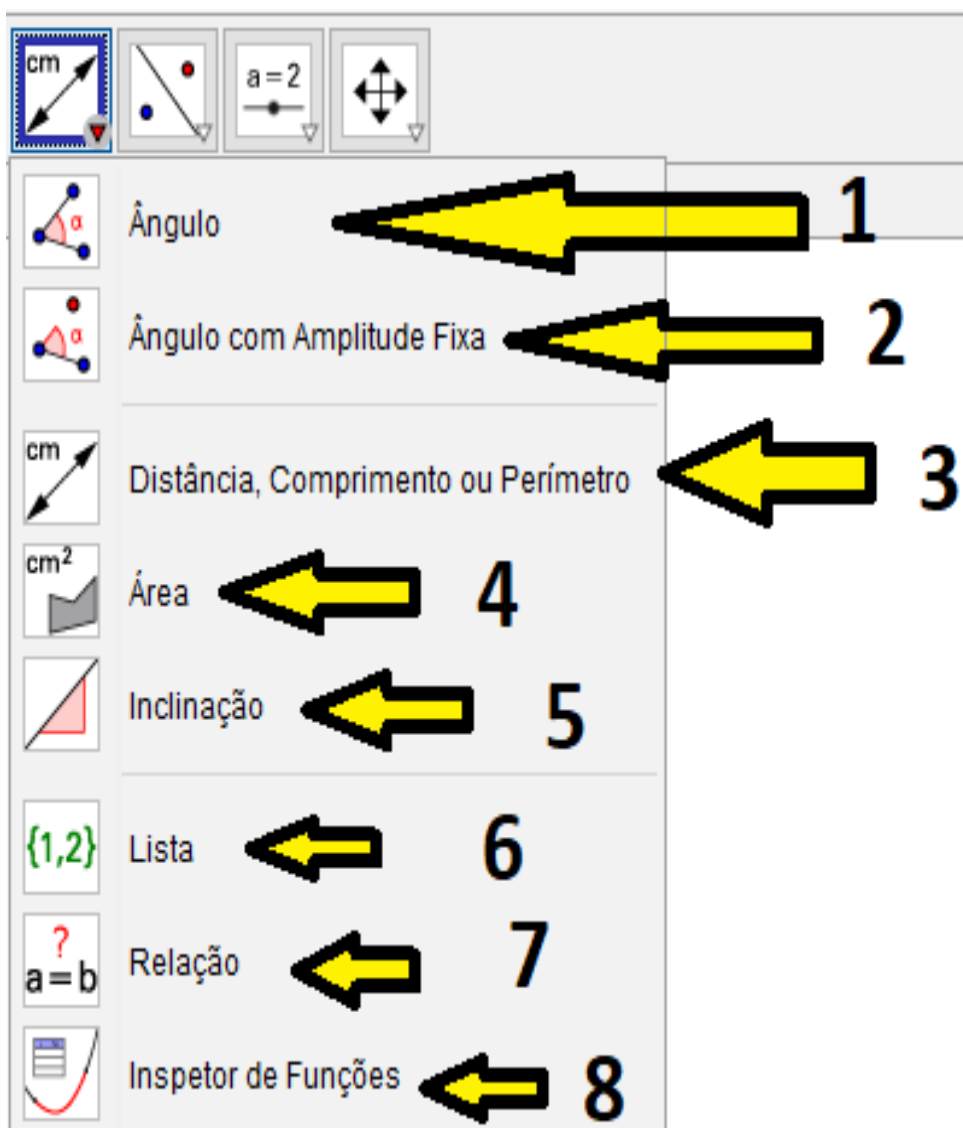 cm
a = 2
α
Ângulo
1
α
Ângulo com Amplitude Fixa
2
cm
Distância, Comprimento ou Perímetro
3
cm²
Área
4
Inclinação
5
{1,2}
Lista
6
?
a = b
Relação
7
Inspetor de Funções
8